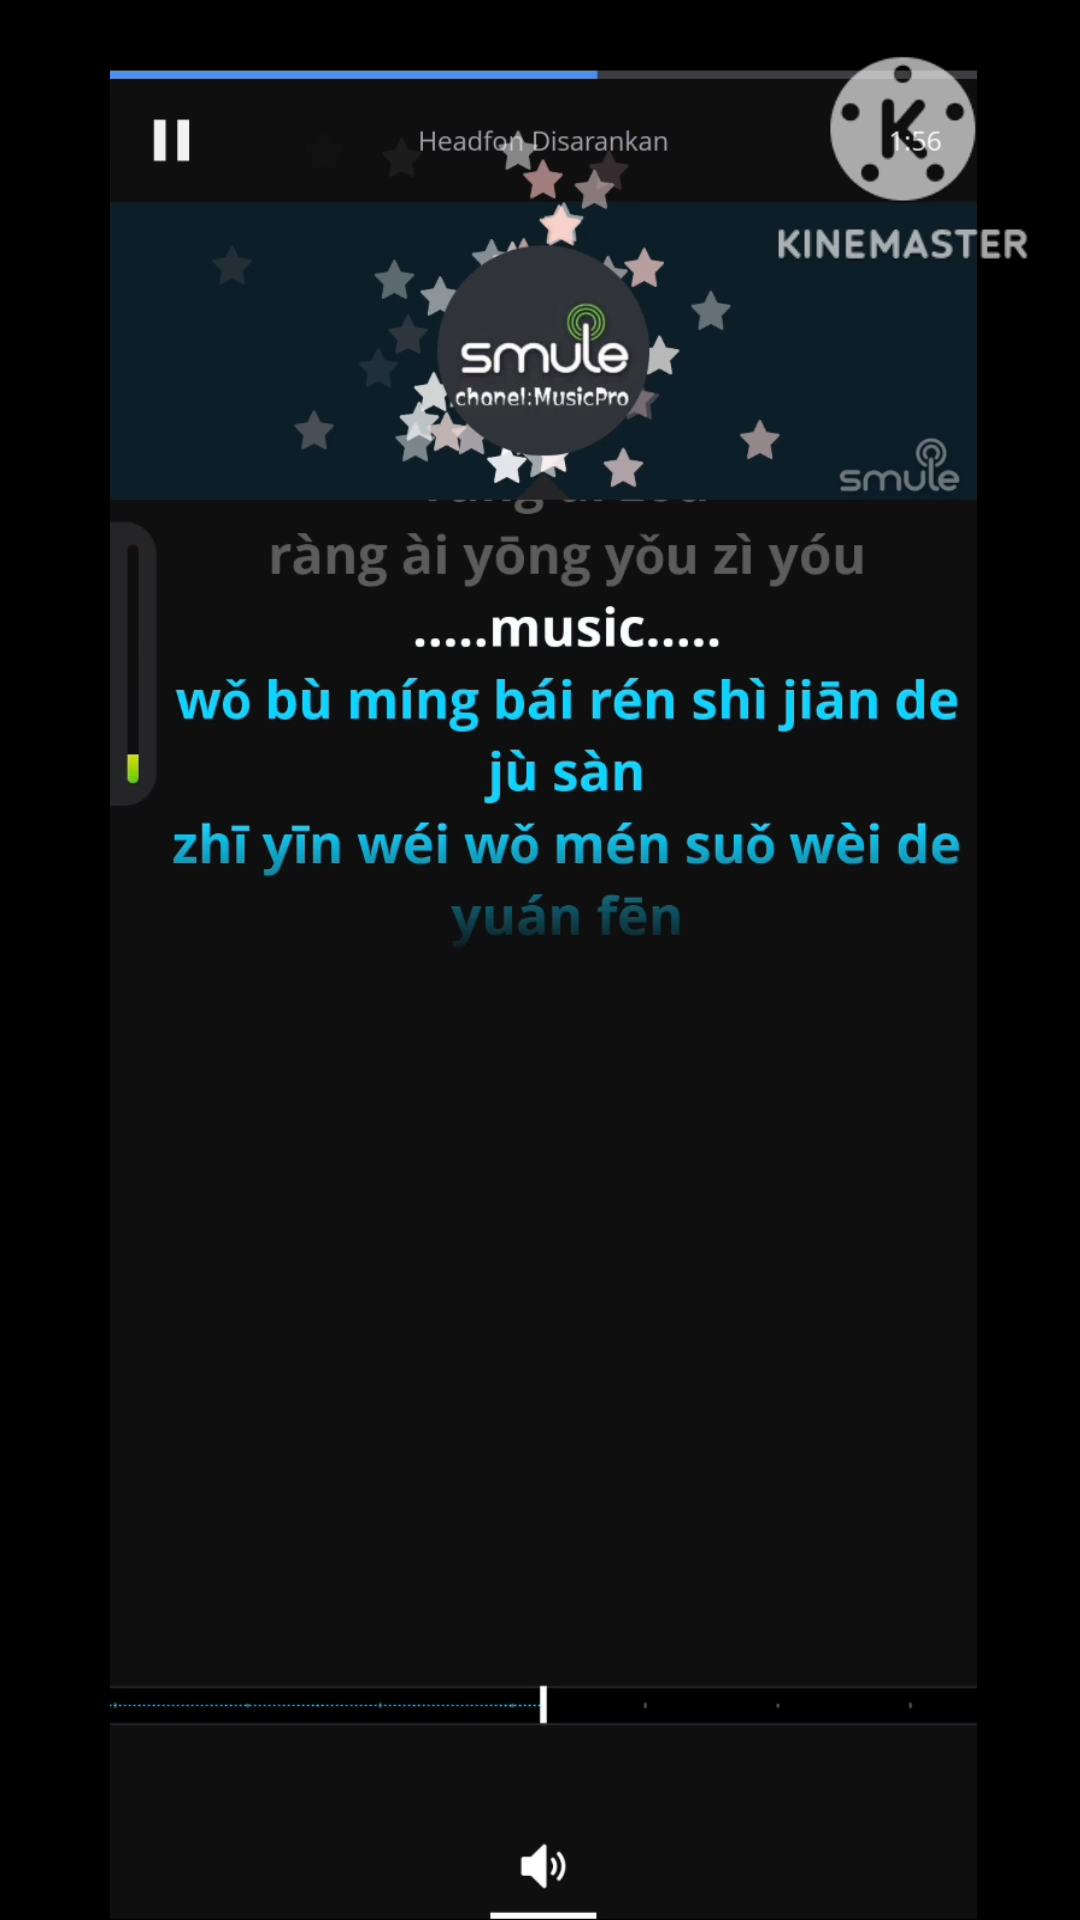 Headfon Disarankan
1:56
K
KINEMASTER
smule
chanel:MusicPro
smule
ràng ài yōng yǒu zì yóu
.....music.....
wǒ bù míng bái rén shì jiān de
jù sàn
zhī yīn wéi wǒ mén suǒ wèi de
yuán fēn